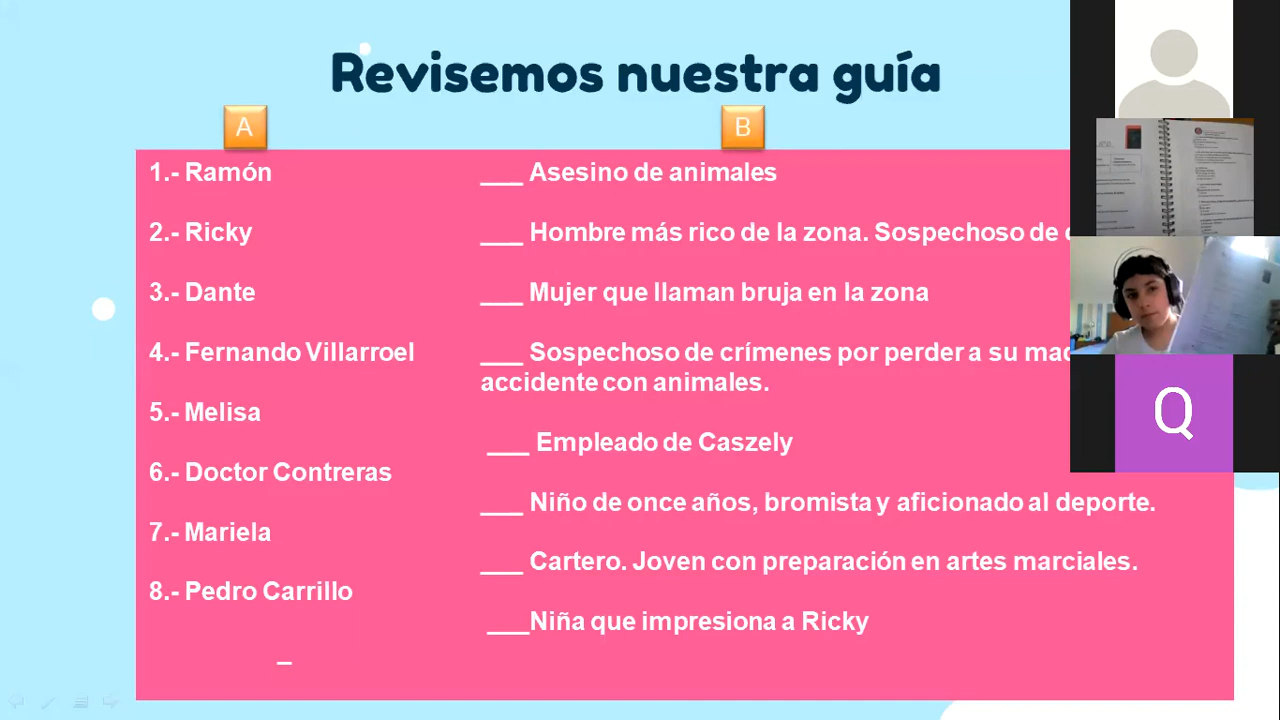 Revisemos nuestra guía
A
B
1.- Ramón
___ Asesino de animales
2.- Ricky
___ Hombre más rico de la zona. Sospechoso de
3.- Dante
___ Mujer que llaman bruja en la zona
4.- Fernando Villarroel
___ Sospechoso de crímenes por perder a su
accidente con animales.
5.- Melisa
___ Empleado de Caszely
6.- Doctor Contreras
___ Niño de once años, bromista y aficionado al deporte.
7.- Mariela
___ Cartero. Joven con preparación en artes marciales.
8.- Pedro Carrillo
___Niña que impresiona a Ricky
_
Q